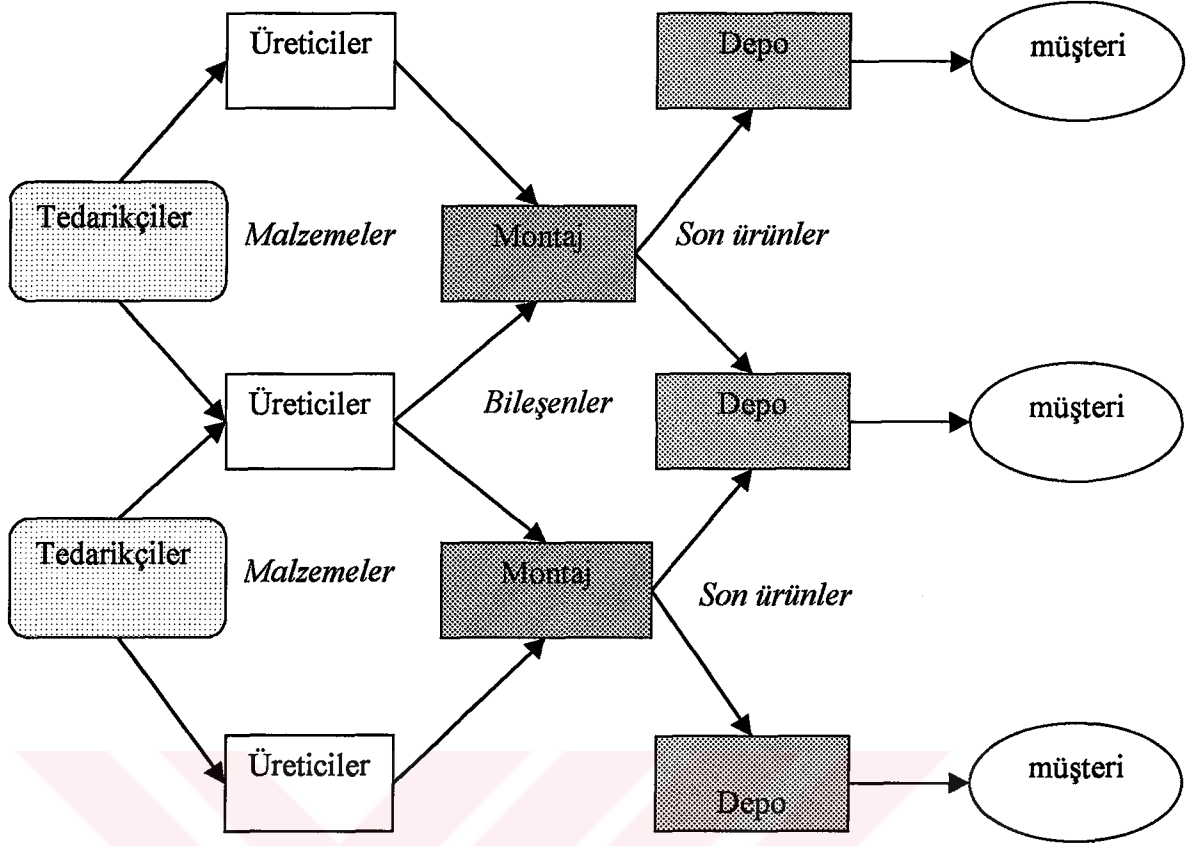 Üreticiler
Depo
müşteri
Tedarikçiler
Malzemeler
Montaj
Son ürünler
Üreticiler
Bileşenler
Depo
müşteri
Tedarikçiler
Malzemeler
Montaj
Son ürünler
Üreticiler
Depo
müşteri